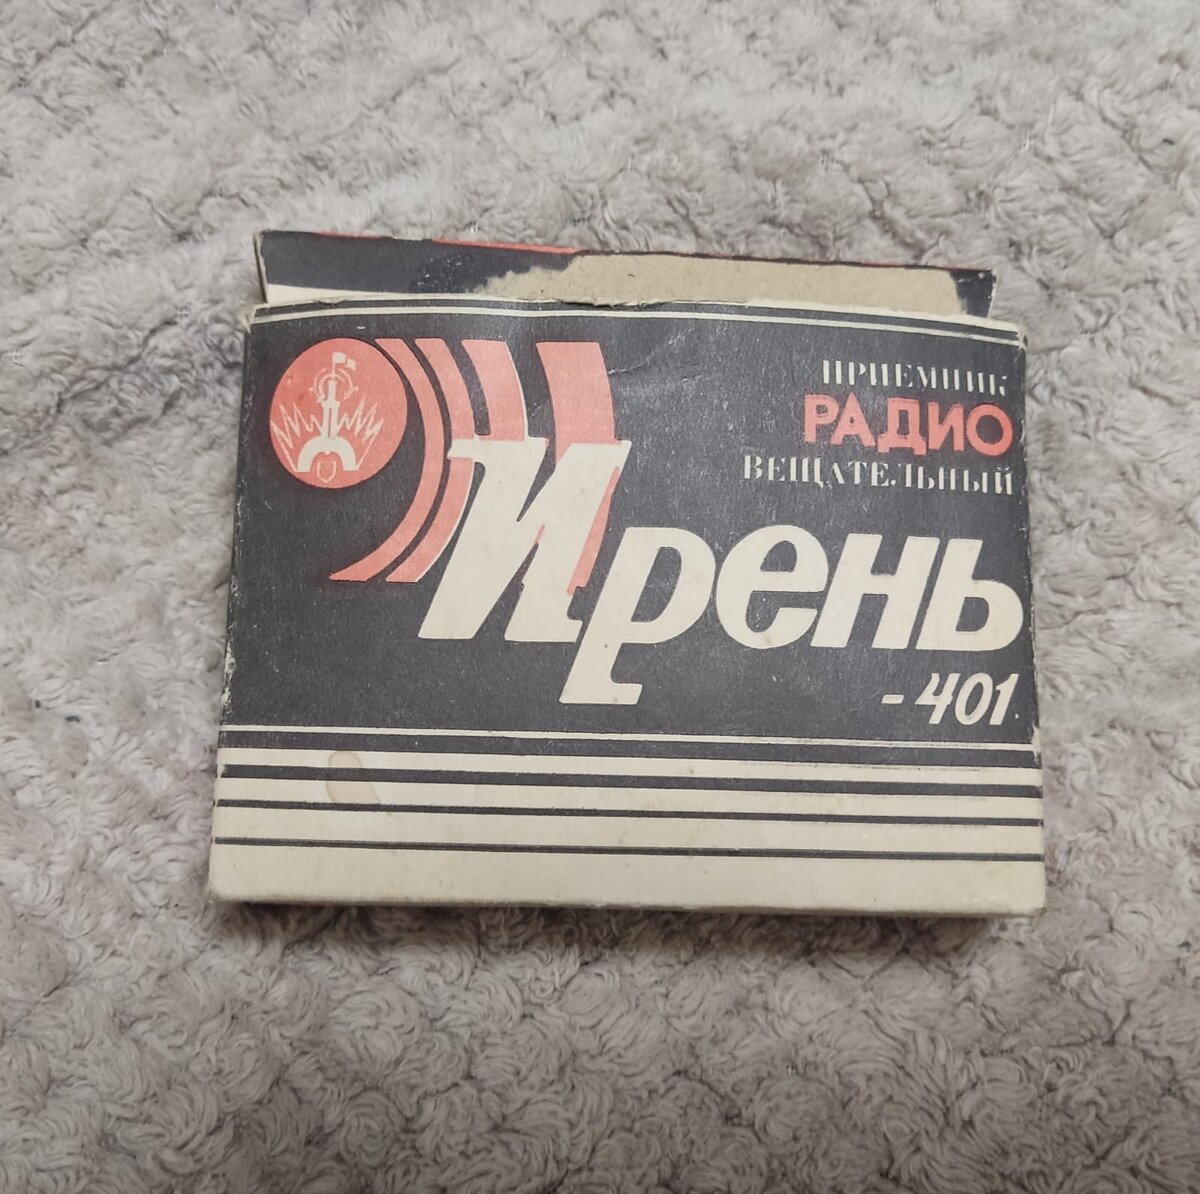 ПРИЕМНИК
РАДИО
ВЕЩАТЕЛЬНЫЙ
Ирень
-401